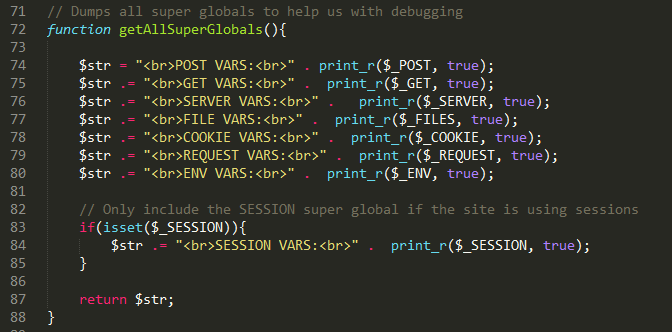 71 // Dumps all super globals to help us with debugging
72 function getAllSuperGlobals(){
73
74     $str = "<br>POST VARS:<br>" . print_r($_POST, true);
75     $str .= "<br>GET VARS:<br>" .  print_r($_GET, true);
76     $str .= "<br>SERVER VARS:<br>" .   print_r($_SERVER, true);
77     $str .= "<br>FILE VARS:<br>" .  print_r($_FILES, true);
78     $str .= "<br>COOKIE VARS:<br>" .  print_r($_COOKIE, true);
79     $str .= "<br>REQUEST VARS:<br>" .  print_r($_REQUEST, true);
80     $str .= "<br>ENV VARS:<br>" .  print_r($_ENV, true);
81
82     // Only include the SESSION super global if the site is using sessions
83     if(isset($_SESSION)){
84         $str .= "<br>SESSION VARS:<br>" .  print_r($_SESSION, true);
85     }
86
87     return $str;
88 }